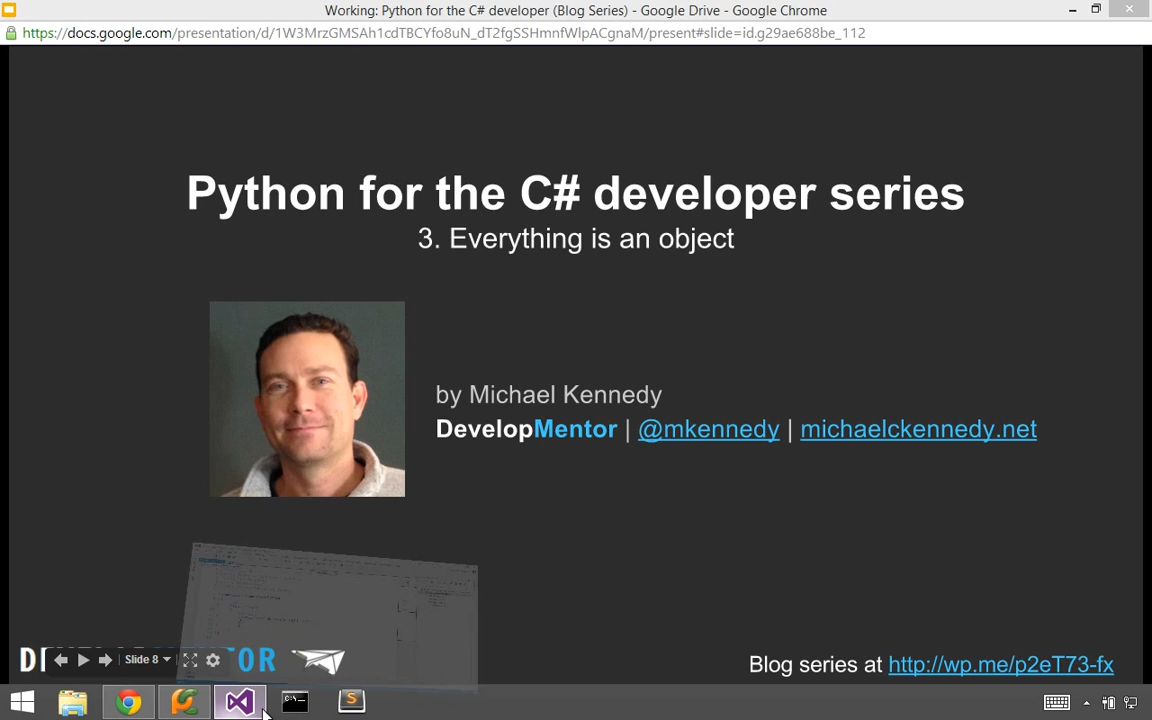 Working: Python for the C# developer (Blog Series) - Google Drive - Google Chrome
https://docs.google.com/presentation/d/1W3MrzGMSAh1cdTBCYfo8uN_dT2fgSSHmnfWlpACgnaM/present#slide=id.g29ae688be_112
Python for the C# developer series
3. Everything is an object
by Michael Kennedy
DevelopMentor | @mkennedy | michaelckennedy.net
Slide 8
Blog series at http://wp.me/p2eT73-fx